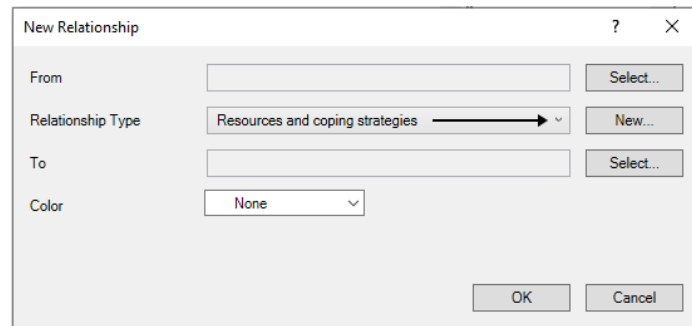 New Relationship ?
From Select...
Relationship Type Resources and coping strategies New...
To Select...
Color None
OK Cancel